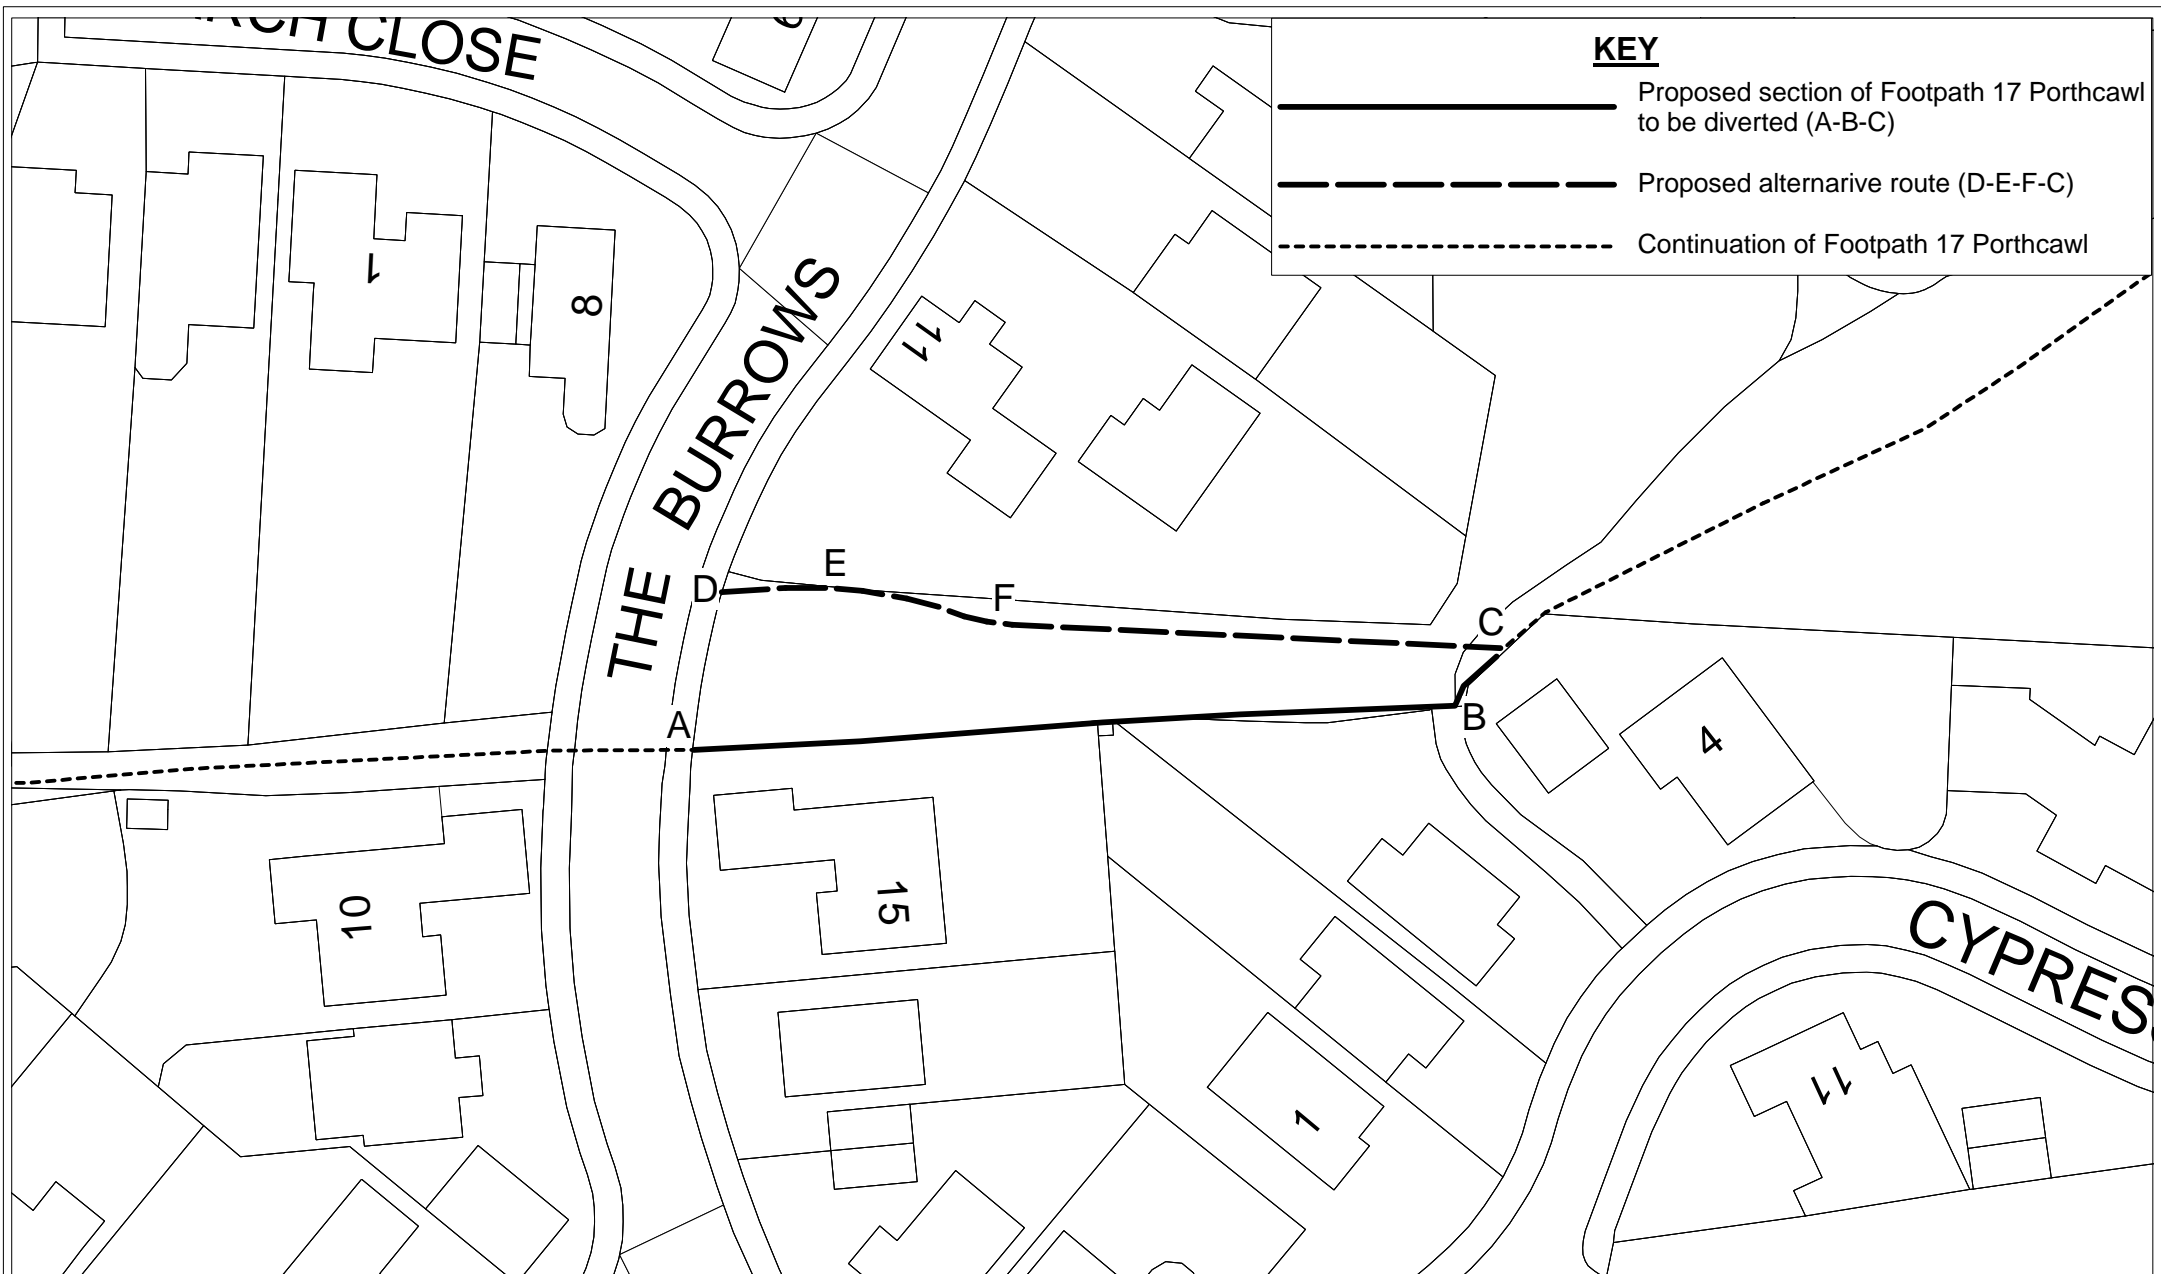 CH CLOSE
KEY
Proposed section of Footpath 17 Porthcawl
to be diverted (A-B-C)
Proposed alternarive route (D-E-F-C)
Continuation of Footpath 17 Porthcawl
1
8
11
THE BURROWS
D
E
F
C
A
B
4
10
15
CYPRES
1
11